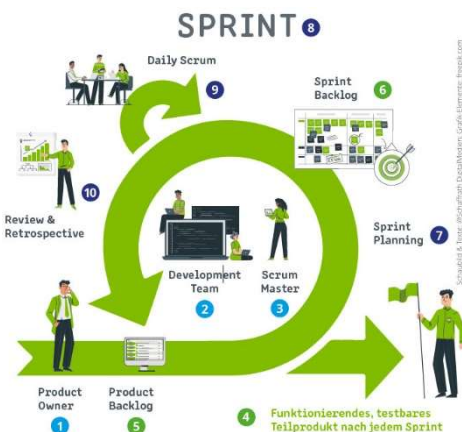 SPRINT 8
Daily Scrum
9
Sprint
Backlog
6
10
Review &
Retrospective
Sprint
Planning
7
Development
Team
2
Scrum
Master
3
Product
Owner
1
Product
Backlog
5
4
Funktionierendes, testbares
Teilprodukt nach jedem Sprint